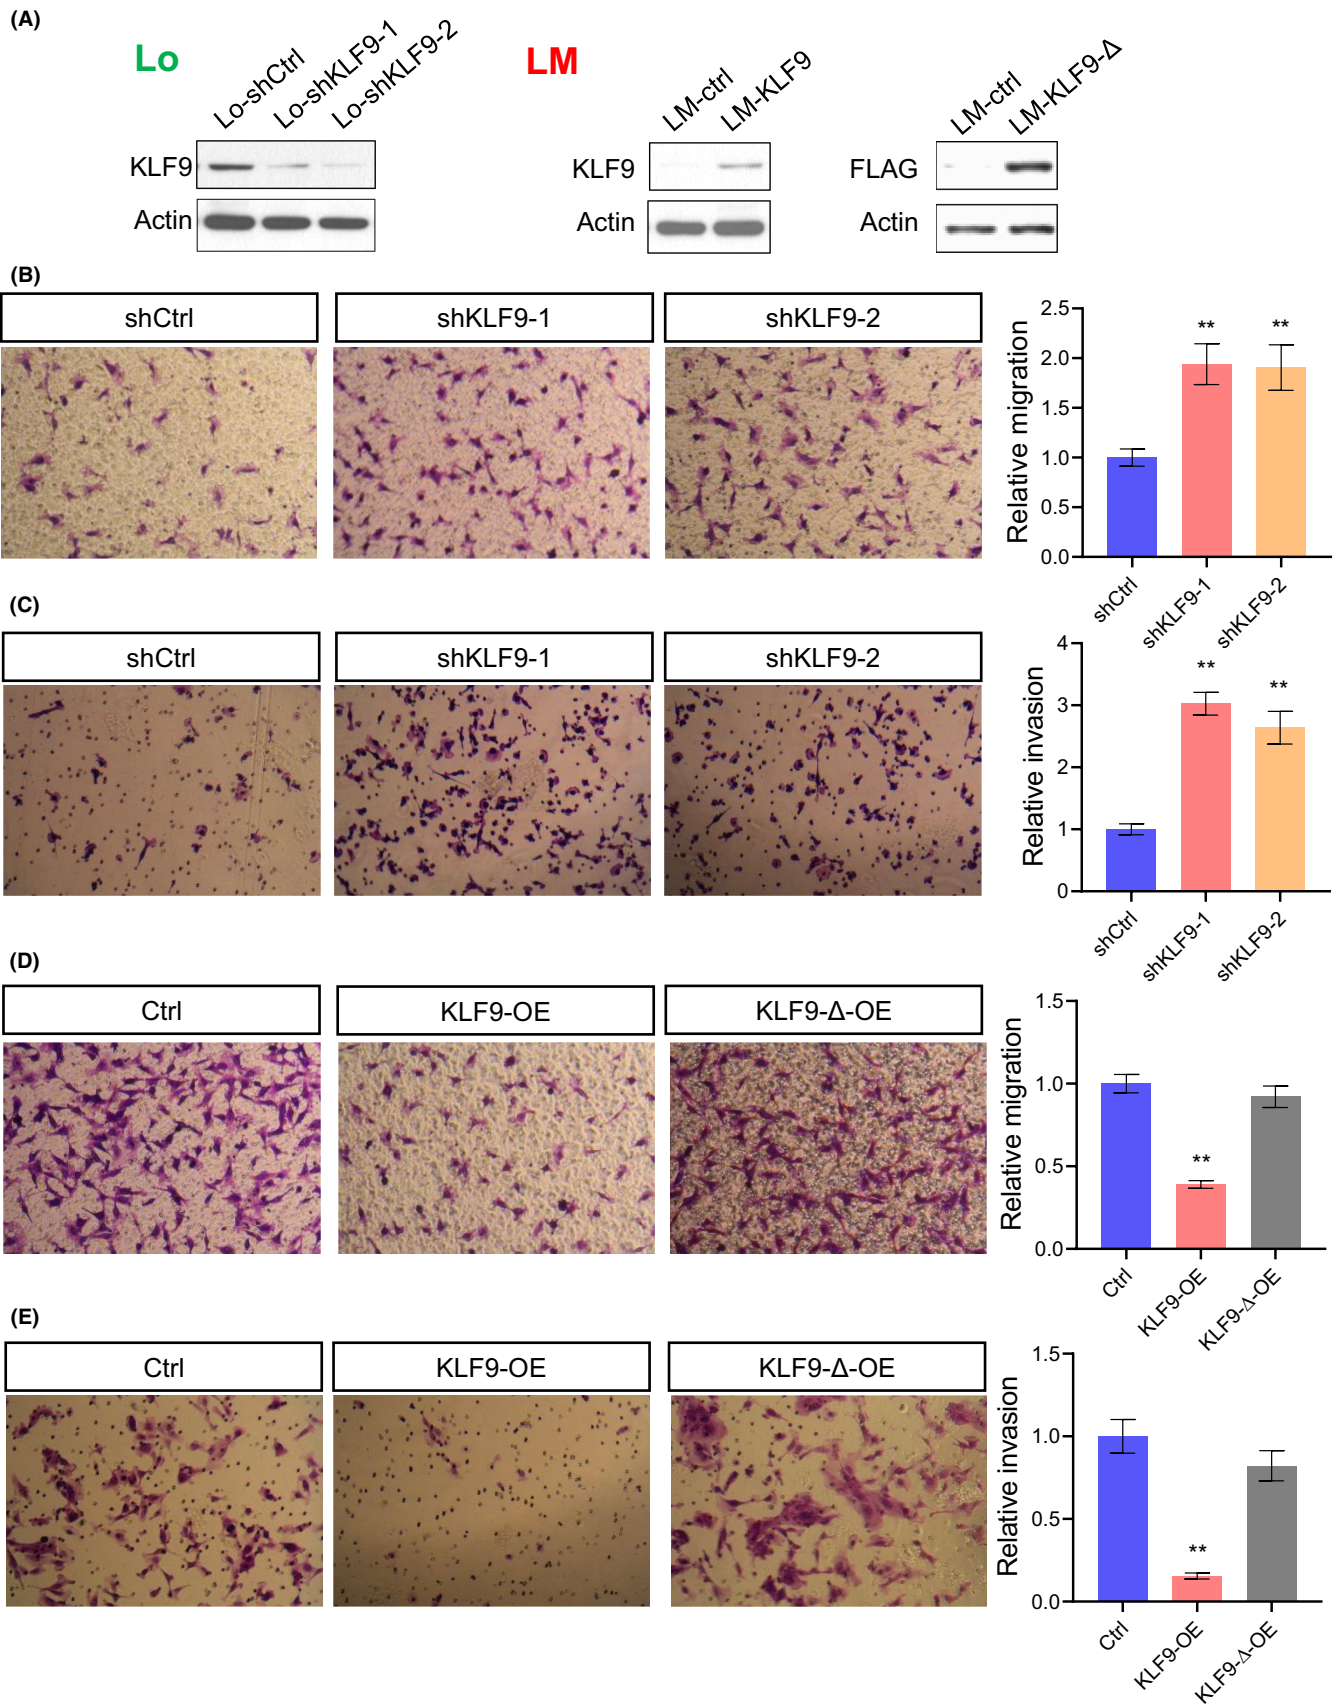 (A)
Lo
Lo-shCtrl
Lo-shKLF9-1
Lo-shKLF9-2
KLF9
Actin
LM
LM-ctrl
LM-KLF9
KLF9
Actin
LM-ctrl
LM-KLF9-Δ
FLAG
Actin
(B)
shCtrl
shKLF9-1
shKLF9-2
Relative migration
2.5
2.0
1.5
1.0
0.5
0.0
**
**
shCtrl
shKLF9-1
shKLF9-2
(C)
shCtrl
shKLF9-1
shKLF9-2
Relative invasion
4
3
2
1
0
**
**
shCtrl
shKLF9-1
shKLF9-2
(D)
Ctrl
KLF9-OE
KLF9-Δ-OE
Relative migration
1.5
1.0
0.5
0.0
**
Ctrl
KLF9-OE
KLF9-Δ-OE
(E)
Ctrl
KLF9-OE
KLF9-Δ-OE
Relative invasion
1.5
1.0
0.5
0.0
**
Ctrl
KLF9-OE
KLF9-Δ-OE